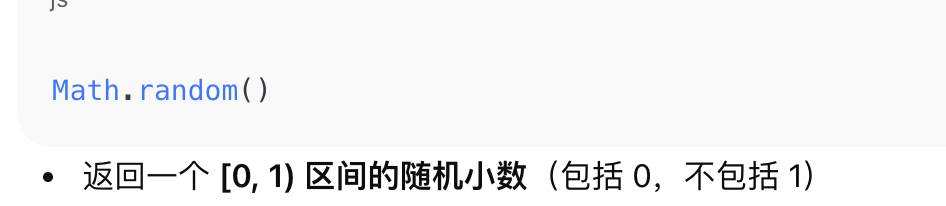 js
Math.random()
• 返回一个 [0, 1) 区间的随机小数（包括 0，不包括 1）